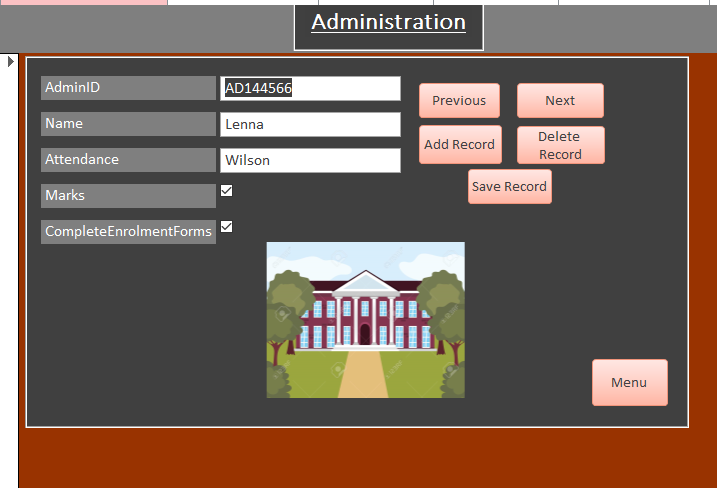 Administration
AdminID AD144566
Name Lenna
Attendance Wilson
Marks
CompleteEnrolmentForms
Previous Next
Add Record Delete
Record
Save Record
Menu